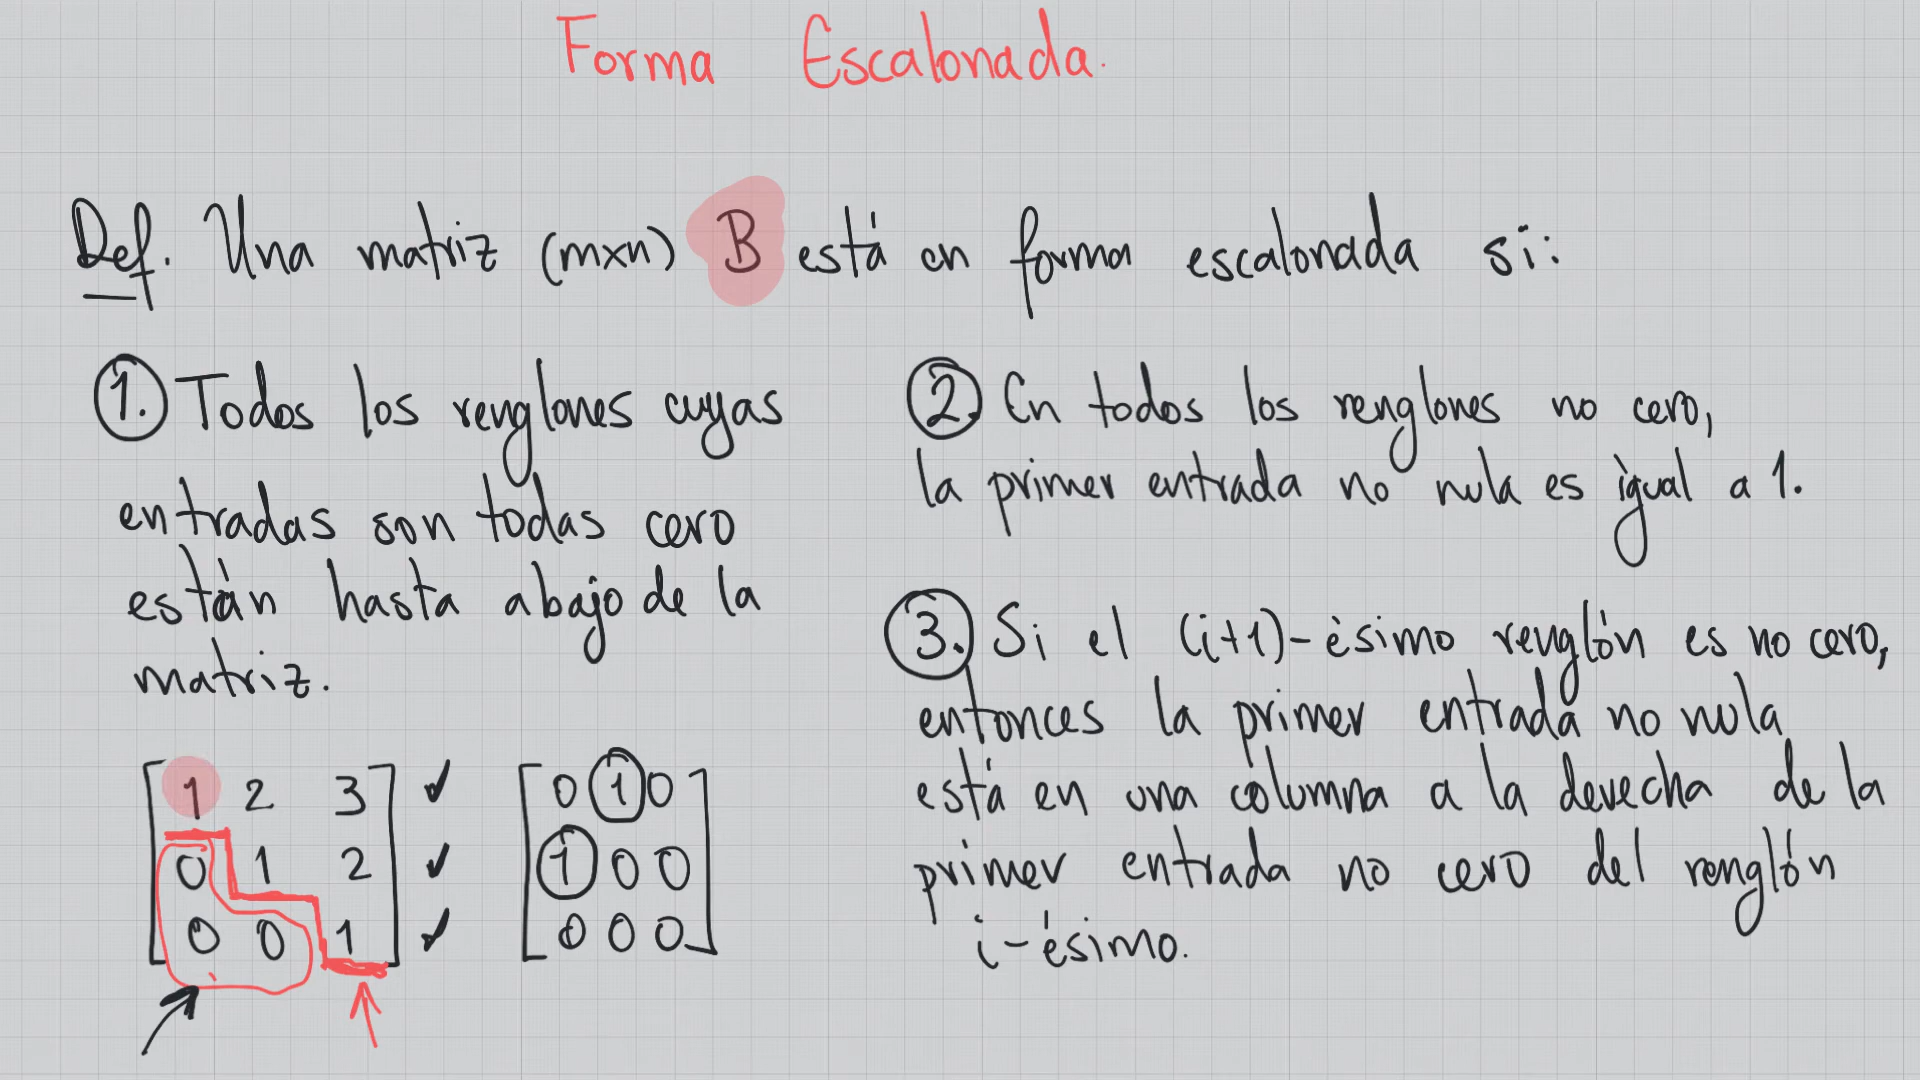 Forma Escalonada.
Def. Una matriz (m×n) B está en forma escalonada si:
1. Todos los renglones cuyas
entradas son todas cero
están hasta abajo de la
matriz.
2. En todos los renglones no cero,
la primer entrada no nula es igual a 1.
3. Si el (i+1)-ésimo renglón es no cero,
entonces la primer entrada no nula
está en una columna a la derecha de la
primer entrada no cero del renglón
i-ésimo.
1 2 3 ✓
0 1 2 ✓
0 0 1 ✓
0 1 0
1 0 0
0 0 0